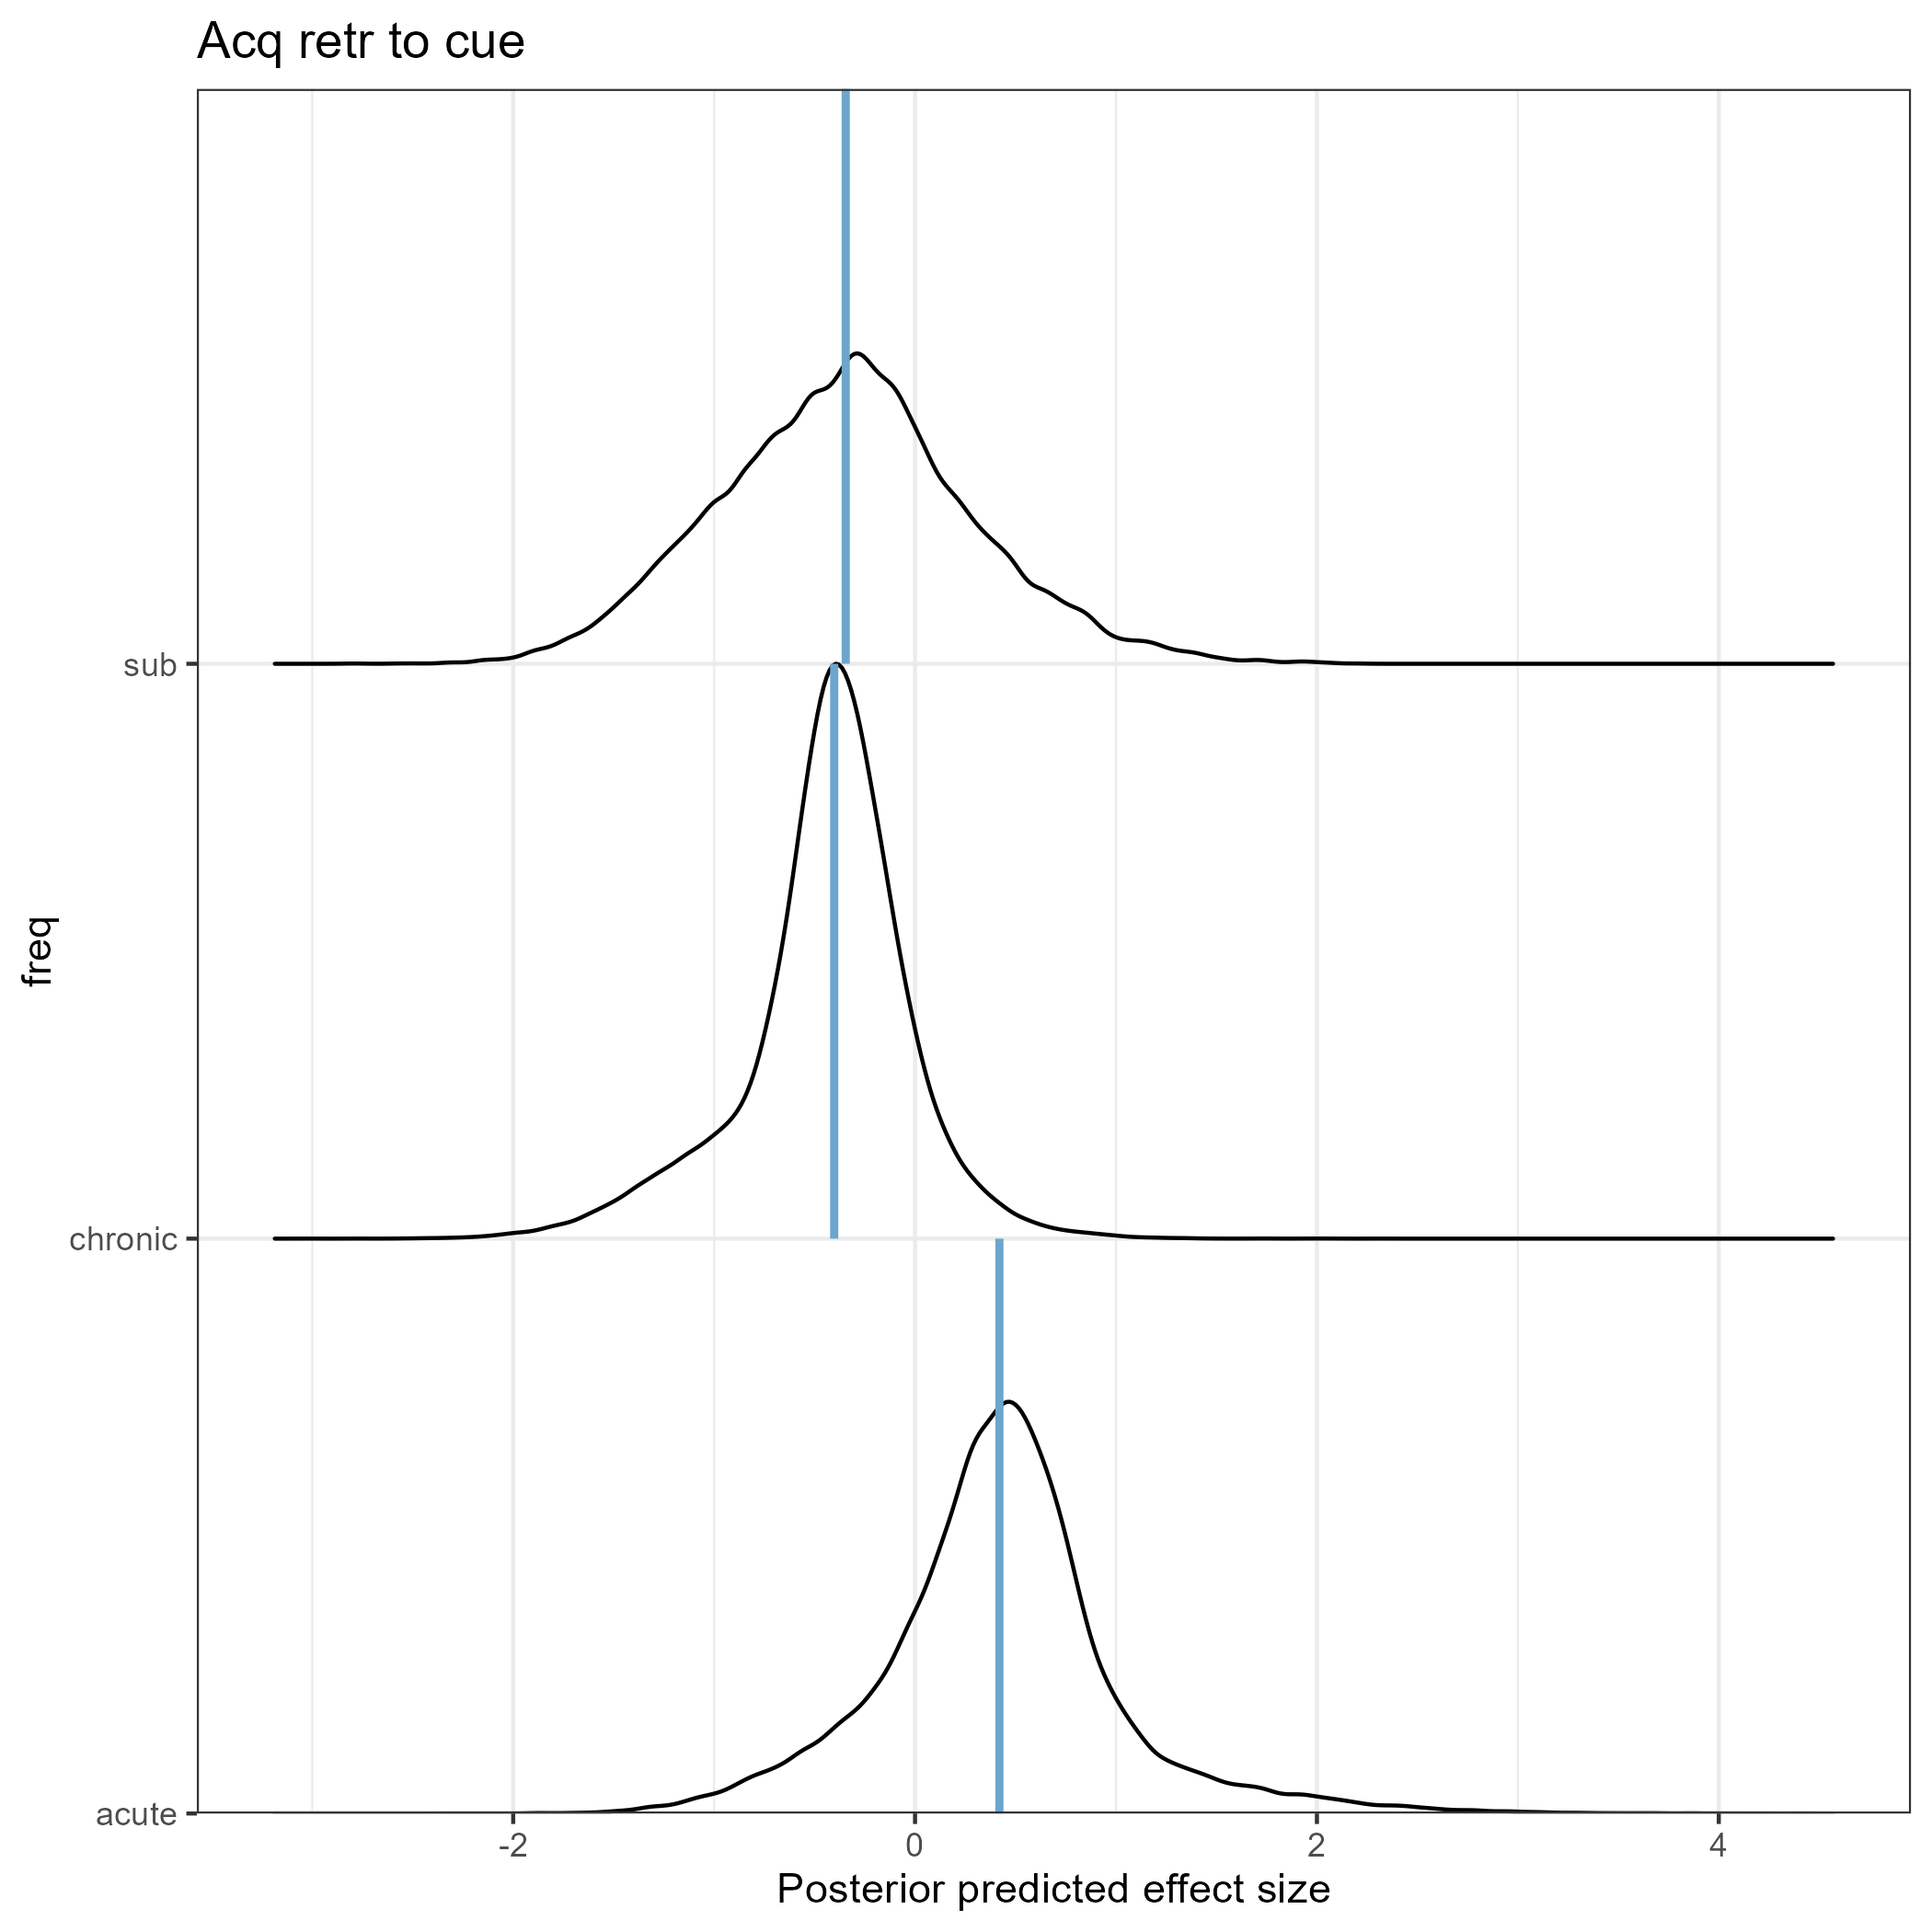 Acq retr to cue
freq
sub
chronic
acute
-2 0 2 4
Posterior predicted effect size